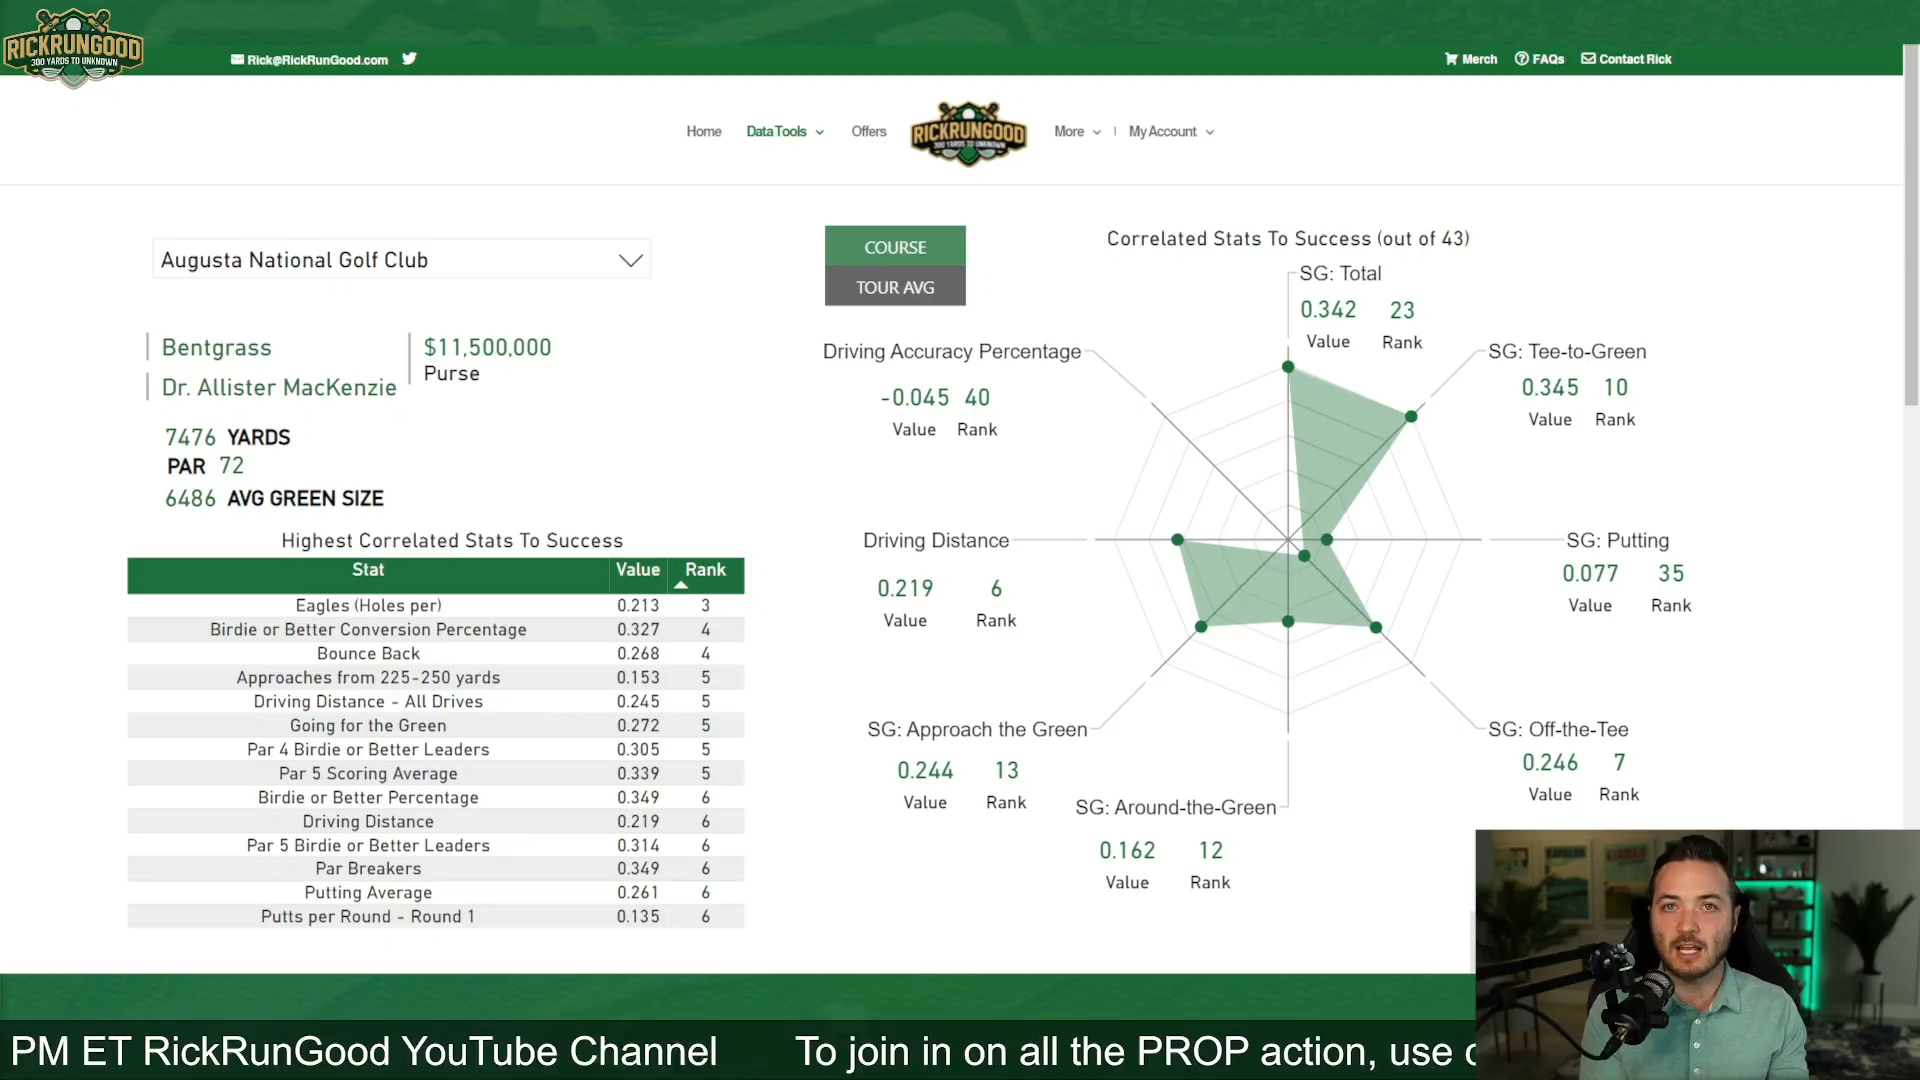 RICKRUNGOOD
300 YARDS TO UNKNOWN
Rick@RickRunGood.com
Merch
FAQs
Contact Rick
Home
Data Tools
Offers
RICKRUNGOOD
300 YARDS TO UNKNOWN
More
My Account
Augusta National Golf Club
Bentgrass
Dr. Allister MacKenzie
$11,500,000
Purse
7476 YARDS
PAR 72
6486 AVG GREEN SIZE
Highest Correlated Stats To Success
Stat Value Rank
Eagles (Holes per) 0.213 3
Birdie or Better Conversion Percentage 0.327 4
Bounce Back 0.268 4
Approaches from 225-250 yards 0.153 5
Driving Distance - All Drives 0.245 5
Going for the Green 0.272 5
Par 4 Birdie or Better Leaders 0.305 5
Par 5 Scoring Average 0.339 5
Birdie or Better Percentage 0.349 6
Driving Distance 0.219 6
Par 5 Birdie or Better Leaders 0.314 6
Par Breakers 0.349 6
Putting Average 0.261 6
Putts per Round - Round 1 0.135 6
COURSE
TOUR AVG
Correlated Stats To Success (out of 43)
SG: Total
0.342 23
Value Rank
SG: Tee-to-Green
0.345 10
Value Rank
SG: Putting
0.077 35
Value Rank
SG: Off-the-Tee
0.246 7
Value Rank
SG: Around-the-Green
0.162 12
Value Rank
SG: Approach the Green
0.244 13
Value Rank
Driving Distance
0.219 6
Value Rank
Driving Accuracy Percentage
-0.045 40
Value Rank
PM ET RickRunGood YouTube Channel To join in on all the PROP action, use